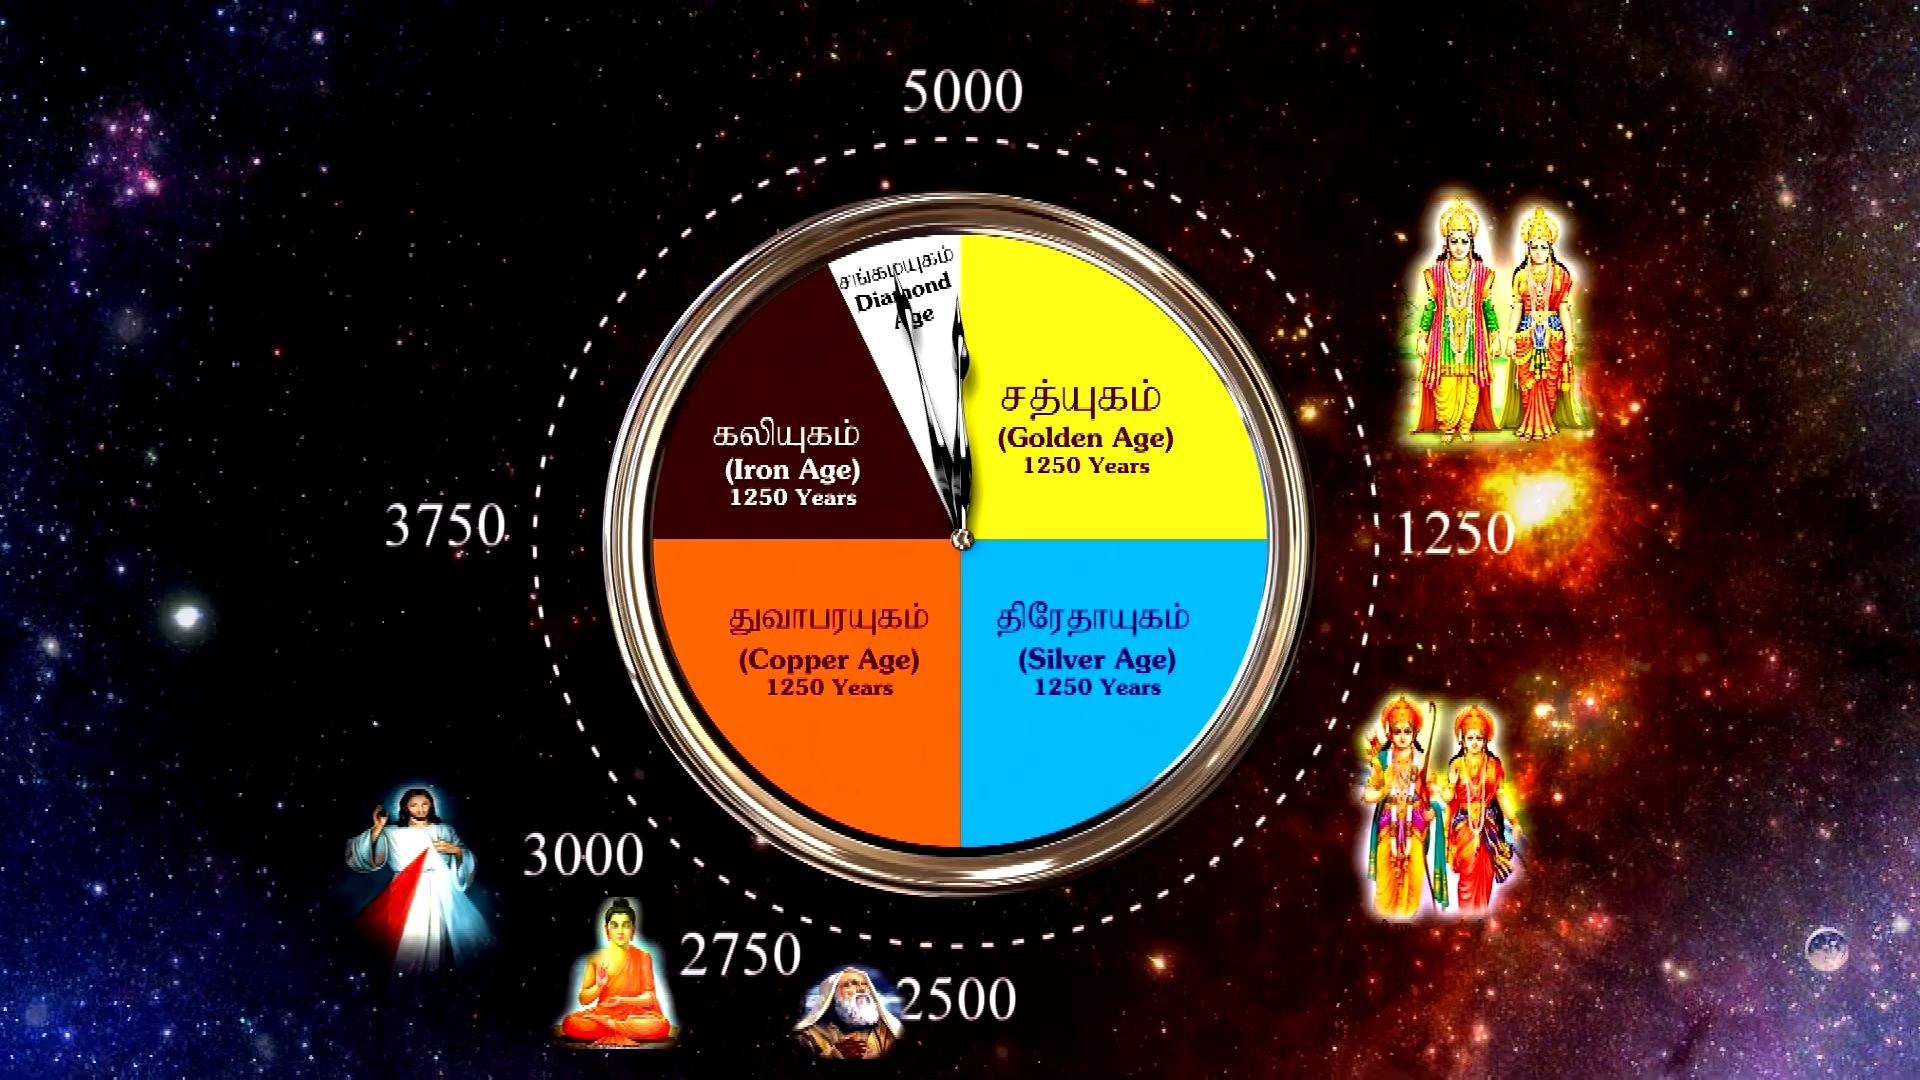 5000
சங்கமயுகம்
Diamond
Age
சத்யுகம்
(Golden Age)
1250 Years
கலியுகம்
(Iron Age)
1250 Years
3750
1250
துவாபரயுகம்
(Copper Age)
1250 Years
திரேதாயுகம்
(Silver Age)
1250 Years
3000
2750
2500